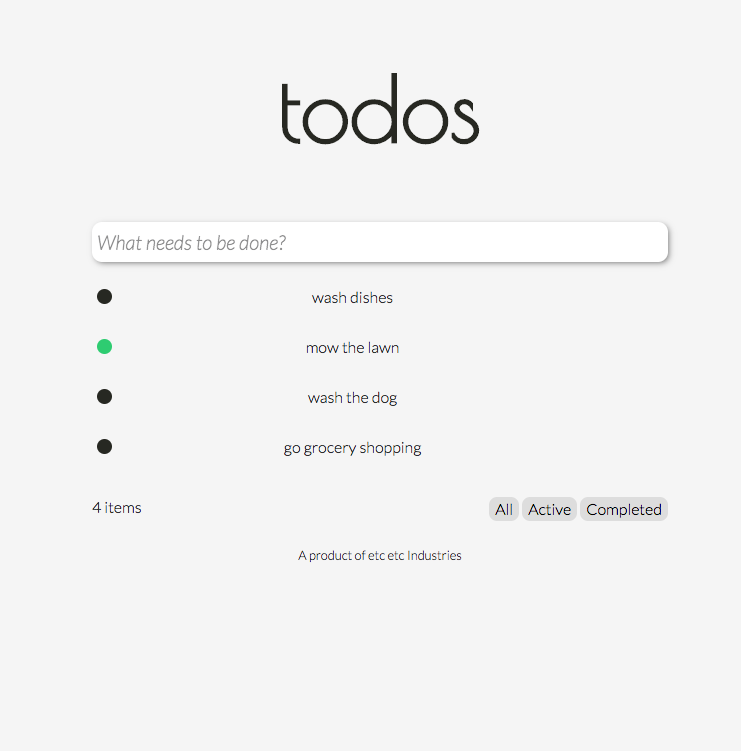 todos
What needs to be done?
wash dishes
mow the lawn
wash the dog
go grocery shopping
4 items All Active Completed
A product of etc etc Industries